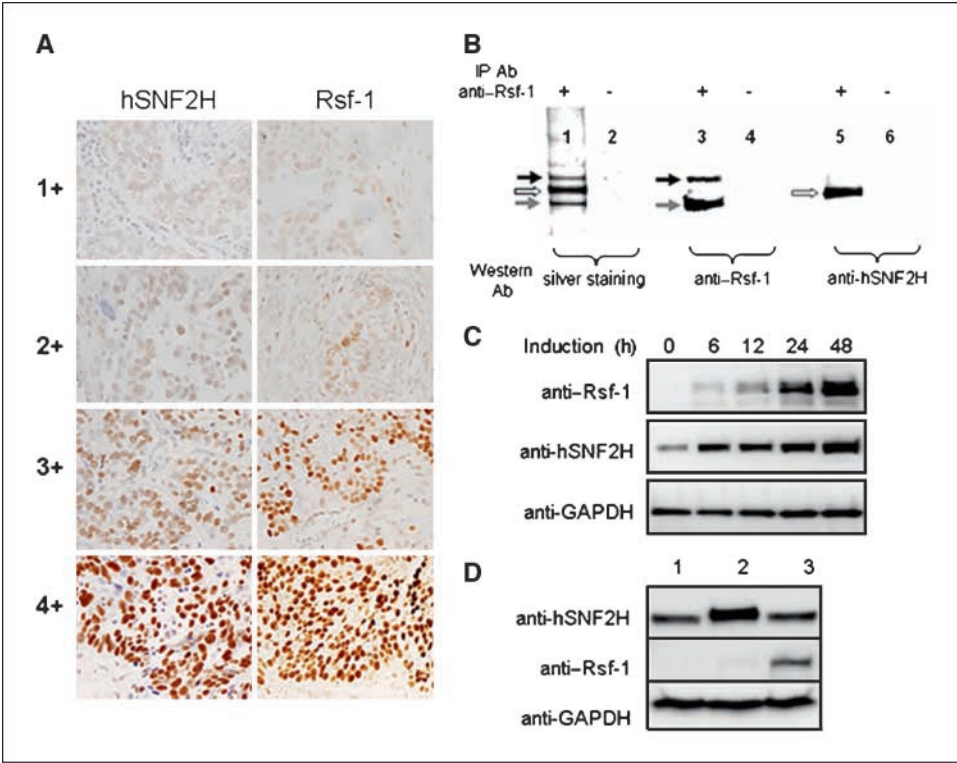 A
hSNF2H Rsf-1
1+
2+
3+
4+
B
IP Ab
anti–Rsf-1 + - + - + -
1 2 3 4 5 6
Western
Ab
silver staining anti–Rsf-1 anti-hSNF2H
C
Induction (h) 0 6 12 24 48
anti–Rsf-1
anti-hSNF2H
anti-GAPDH
D
1 2 3
anti-hSNF2H
anti–Rsf-1
anti-GAPDH